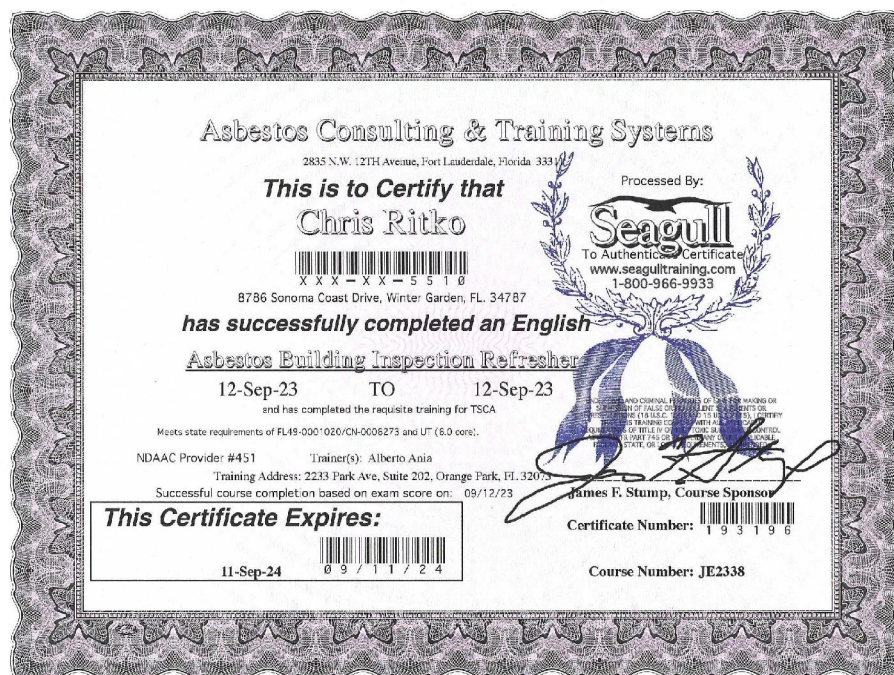 Asbestos Consulting & Training Systems
2835 N.W. 12TH Avenue, Fort Lauderdale, Florida 3331
This is to Certify that
Chris Ritko
XXX-XX-5510
8786 Sonoma Coast Drive, Winter Garden, FL. 34787
has successfully completed an English
Asbestos Building Inspection Refresher
12-Sep-23 TO 12-Sep-23
and has completed the requisite training for TSCA
Meets state requirements of FL49-0001020/CN-0006273 and UT (6.0 core).
NDAAC Provider #451 Trainer(s): Alberto Ania
Training Address: 2233 Park Ave, Suite 202, Orange Park, FL 32073
Successful course completion based on exam score on: 09/12/23
This Certificate Expires:
11-Sep-24 09/11/24
Processed By:
Seagull
To Authenticate Certificate
www.seagulltraining.com
1-800-966-9933
James F. Stump, Course Sponsor
Certificate Number: 193196
Course Number: JE2338